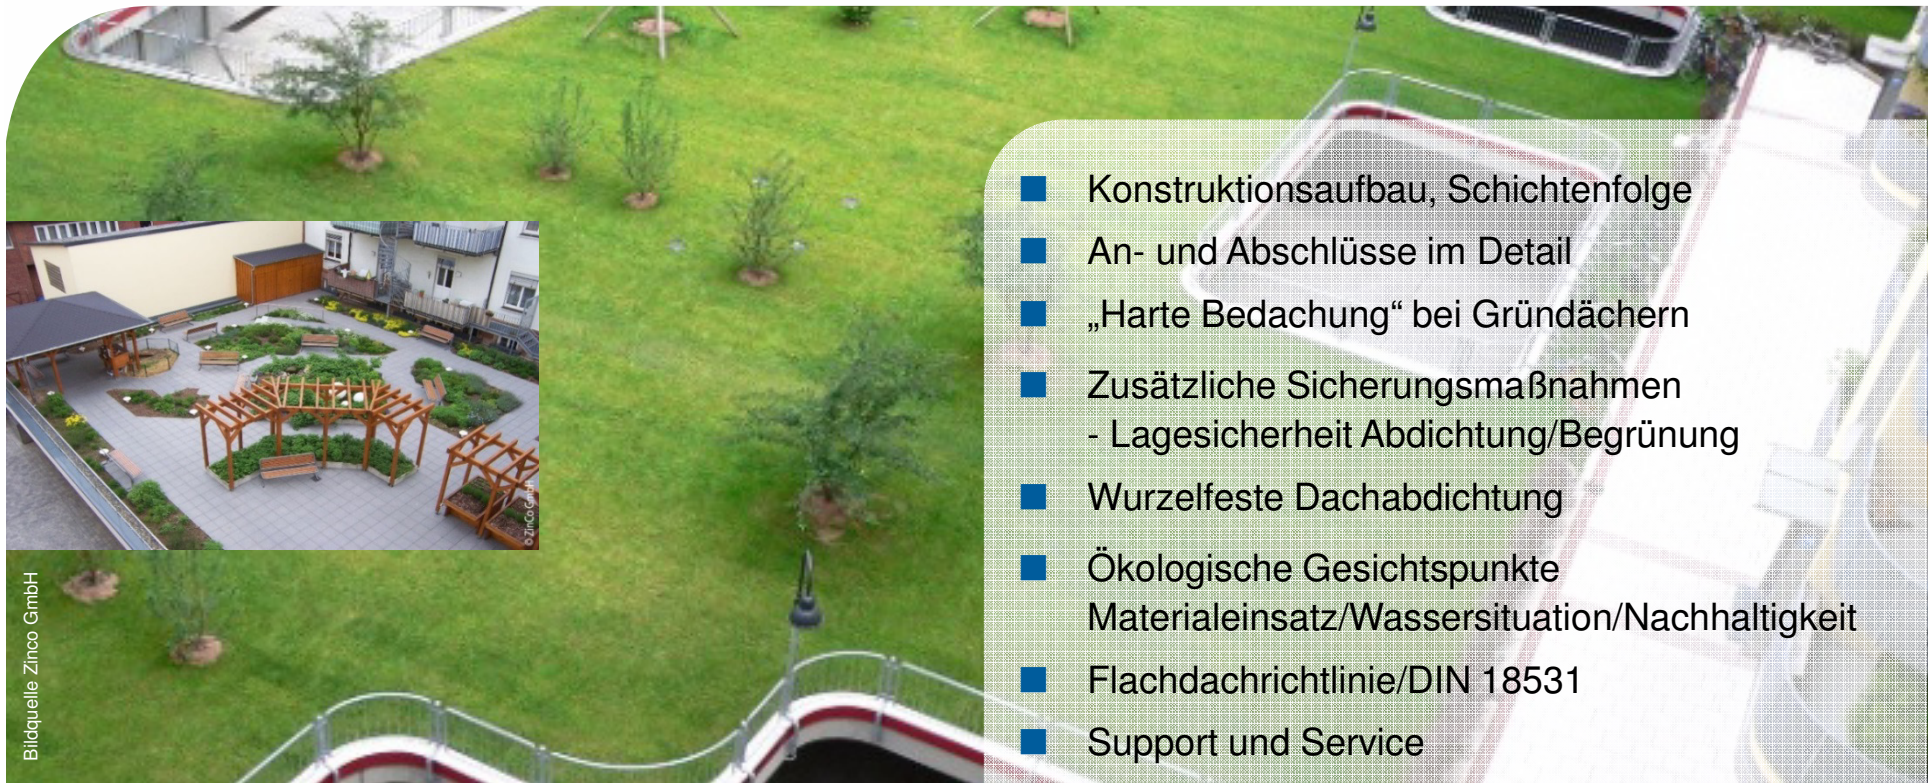 Konstruktionsaufbau, Schichtenfolge
An- und Abschlüsse im Detail
„Harte Bedachung“ bei Gründächern
Zusätzliche Sicherungsmaßnahmen
- Lagesicherheit Abdichtung/Begrünung
Wurzelfeste Dachabdichtung
Ökologische Gesichtspunkte
Materialeinsatz/Wassersituation/Nachhaltigkeit
Flachdachrichtlinie/DIN 18531
Support und Service
© ZinCo GmbH
Bildquelle Zinco GmbH